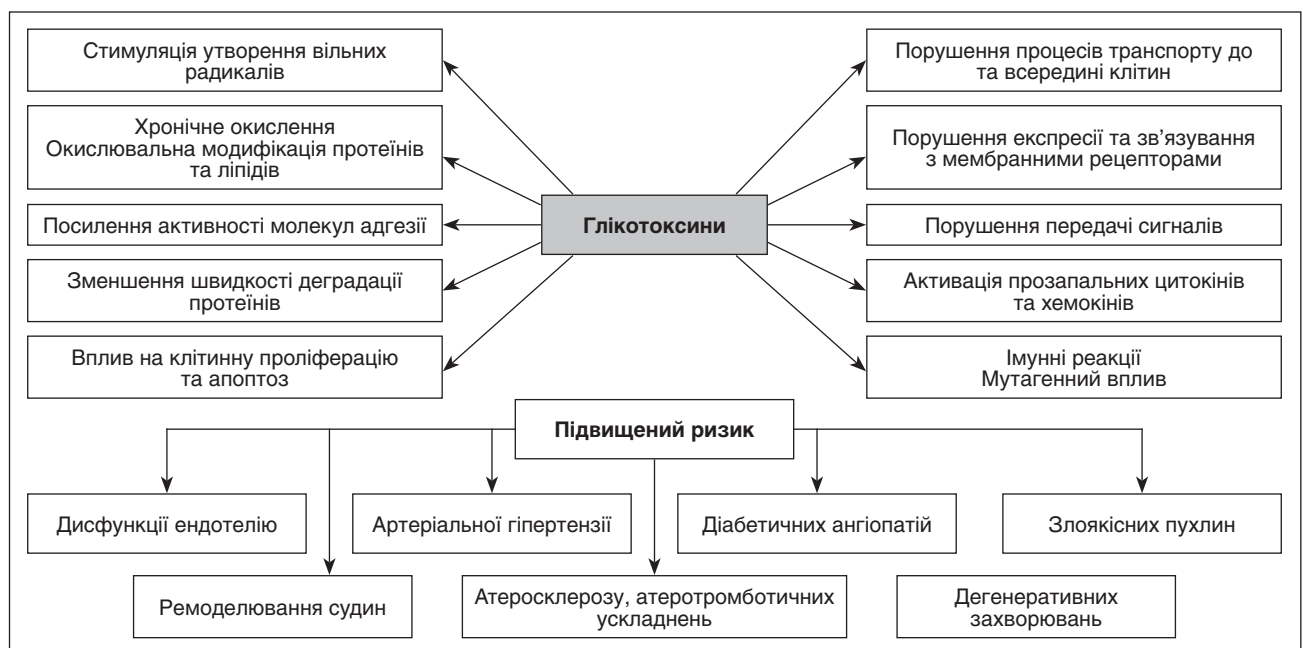 Стимуляція утворення вільних
радикалів
Хронічне окислення
Окислювальна модифікація протеїнів
та ліпідів
Посилення активності молекул адгезії
Зменшення швидкості деградації
протеїнів
Вплив на клітинну проліферацію
та апоптоз
Глікотоксини
Порушення процесів транспорту до
та всередині клітин
Порушення експресії та зв’язування
з мембранними рецепторами
Порушення передачі сигналів
Активація прозапальних цитокінів
та хемокінів
Імунні реакції
Мутагенний вплив
Підвищений ризик
Дисфункції ендотелію
Артеріальної гіпертензії
Діабетичних ангіопатій
Злоякісних пухлин
Ремоделювання судин
Атеросклерозу, атеротромботичних
ускладнень
Дегенеративних
захворювань